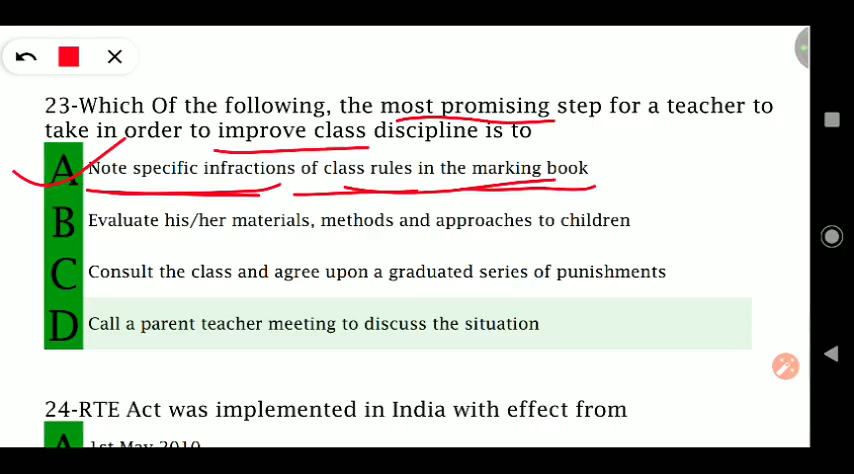 23-Which Of the following, the most promising step for a teacher to
take in order to improve class discipline is to
A Note specific infractions of class rules in the marking book
B Evaluate his/her materials, methods and approaches to children
C Consult the class and agree upon a graduated series of punishments
D Call a parent teacher meeting to discuss the situation
24-RTE Act was implemented in India with effect from
A 1st May 2010